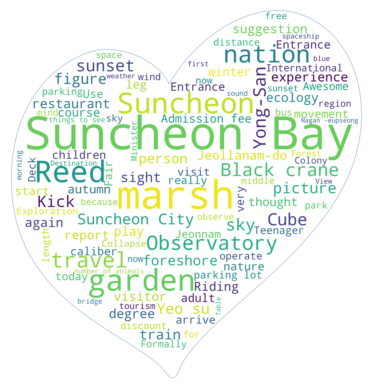 first
spaceship
free
space
weather
wind
now
distance
blue
sunset
sky
nation
suggestion
Entrance
International
morning
figure
leg
winter
Awesome
experience
parking
restaurant
Use
Entrance
sound
sunset
ecology
Nagan -eupseong
mind
course
Suncheon
Admission fee
Yong-San
bus
movement
region
things to see
Deck
Minister
Colony
Suncheon Bay
children
Fair
person
Jeollanam-do
forest
View
Destination
Reed
marsh
sight
visit
Black crane
autumn
because
really
middle
start
Kick
Suncheon City
very
Cube
picture
Exploration
again
sky
thought
park
Teenager
length
report
play
Observatory
observe
Jeonnam
Collapse
foreshore
parking lot
travel
caliber
now
nature
today
garden
Riding
operate
number of animals
visitor
Yeo su
adult
tourism
degree
discount
arrive
bridge
train
for
Formally
Table